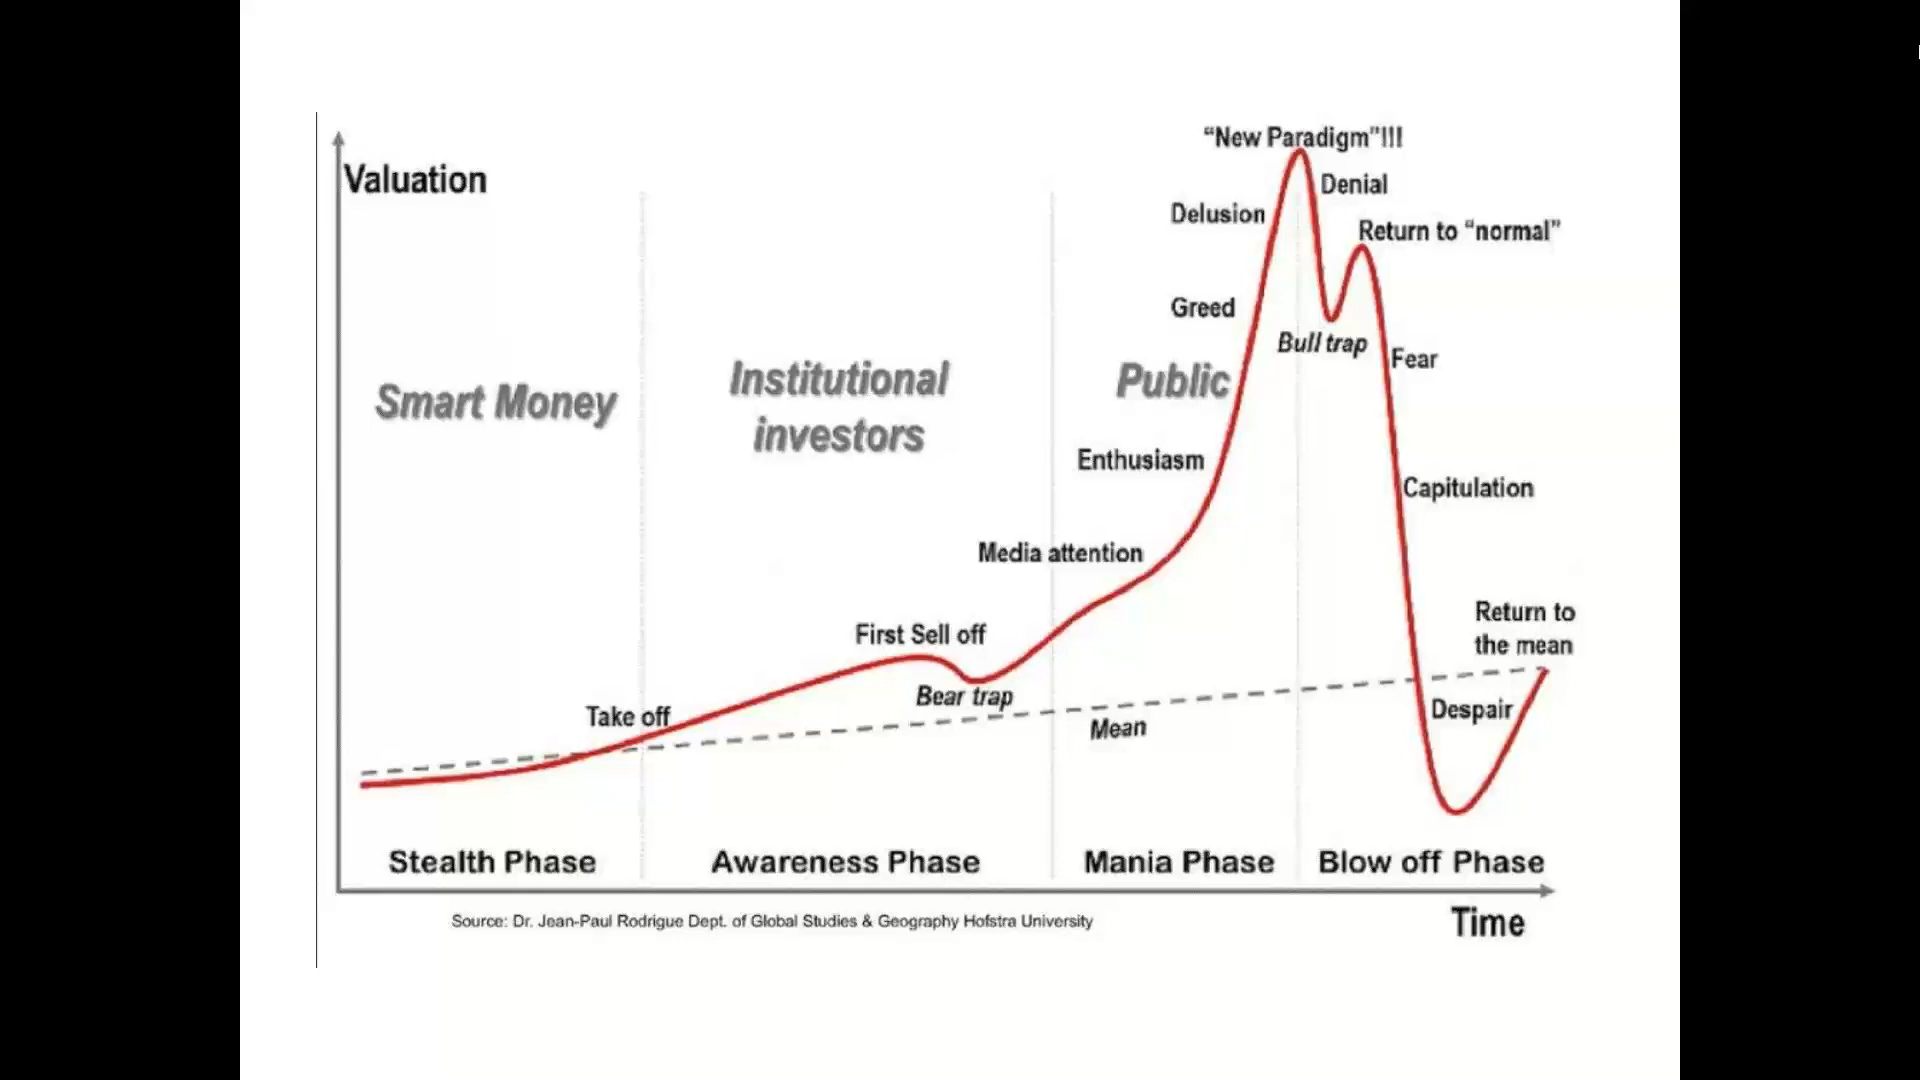 Valuation
“New Paradigm”!!!
Denial
Delusion
Return to “normal”
Greed
Bull trap
Fear
Smart Money
Institutional
investors
Public
Enthusiasm
Capitulation
Media attention
First Sell off
Bear trap
Return to
the mean
Take off
Mean
Despair
Stealth Phase
Awareness Phase
Mania Phase
Blow off Phase
Time
Source: Dr. Jean-Paul Rodrigue Dept. of Global Studies & Geography Hofstra University